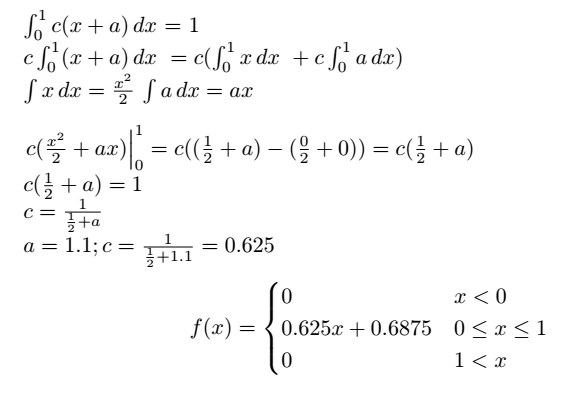 ∫₀¹ c(x + a) dx = 1
c ∫₀¹ (x + a) dx = c(∫₀¹ x dx + c ∫₀¹ a dx)
∫ x dx = x²/2 ∫ a dx = ax
c(x²/2 + ax)|₀¹ = c((1/2 + a) − (0/2 + 0)) = c(1/2 + a)
c(1/2 + a) = 1
c = 1/(1/2 + a)
a = 1.1; c = 1/(1/2 + 1.1) = 0.625
f(x) = { 0 x < 0
0.625x + 0.6875 0 ≤ x ≤ 1
0 1 < x